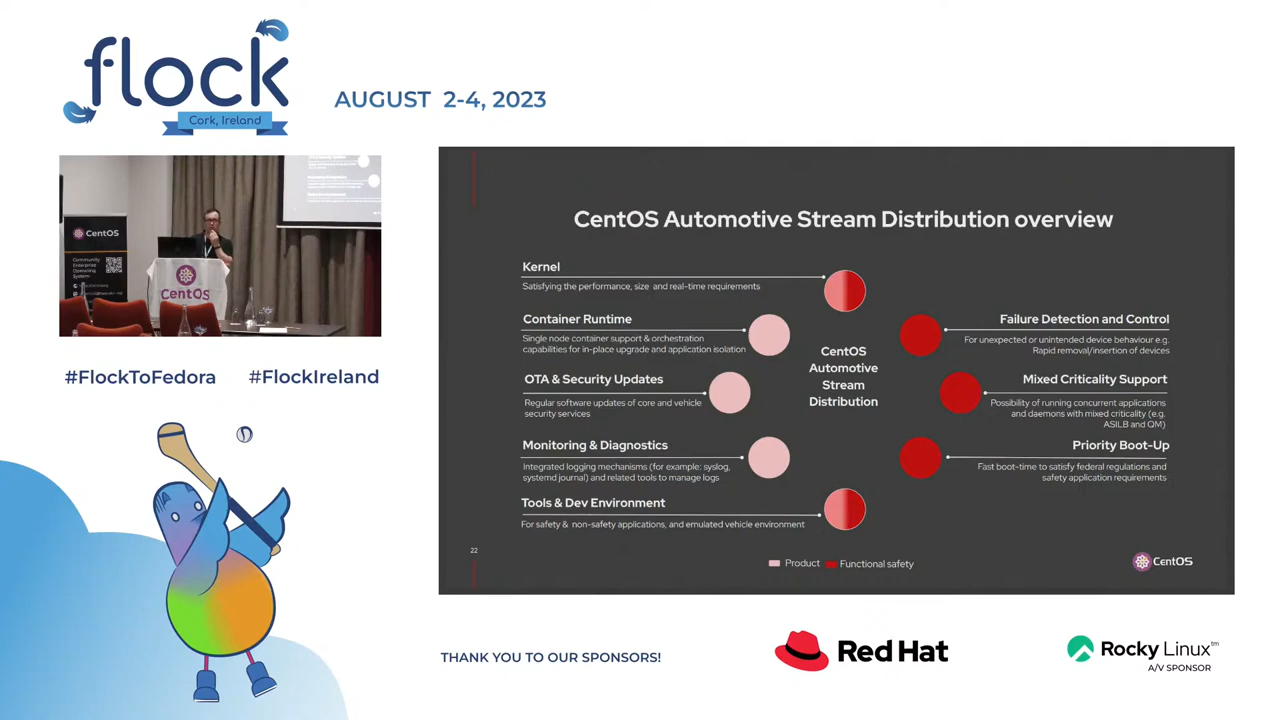 flock
Cork, Ireland
AUGUST 2-4, 2023
CentOS
Community
Enterprise
Operating
System
CentOS
#FlockToFedora #FlockIreland
CentOS Automotive Stream Distribution overview
Kernel
Satisfying the performance, size and real-time requirements
Container Runtime
Single node container support & orchestration
capabilities for in-place upgrade and application isolation
OTA & Security Updates
Regular software updates of core and vehicle
security services
Monitoring & Diagnostics
Integrated logging mechanisms (for example: syslog,
systemd journal) and related tools to manage logs
Tools & Dev Environment
For safety & non-safety applications, and emulated vehicle environment
CentOS
Automotive
Stream
Distribution
Failure Detection and Control
For unexpected or unintended device behaviour e.g.
Rapid removal/insertion of devices
Mixed Criticality Support
Possibility of running concurrent applications
and daemons with mixed criticality (e.g.
ASILB and QM)
Priority Boot-Up
Fast boot-time to satisfy federal regulations and
safety application requirements
22
Product Functional safety
CentOS
THANK YOU TO OUR SPONSORS!
Red Hat
Rocky Linux™
A/V SPONSOR